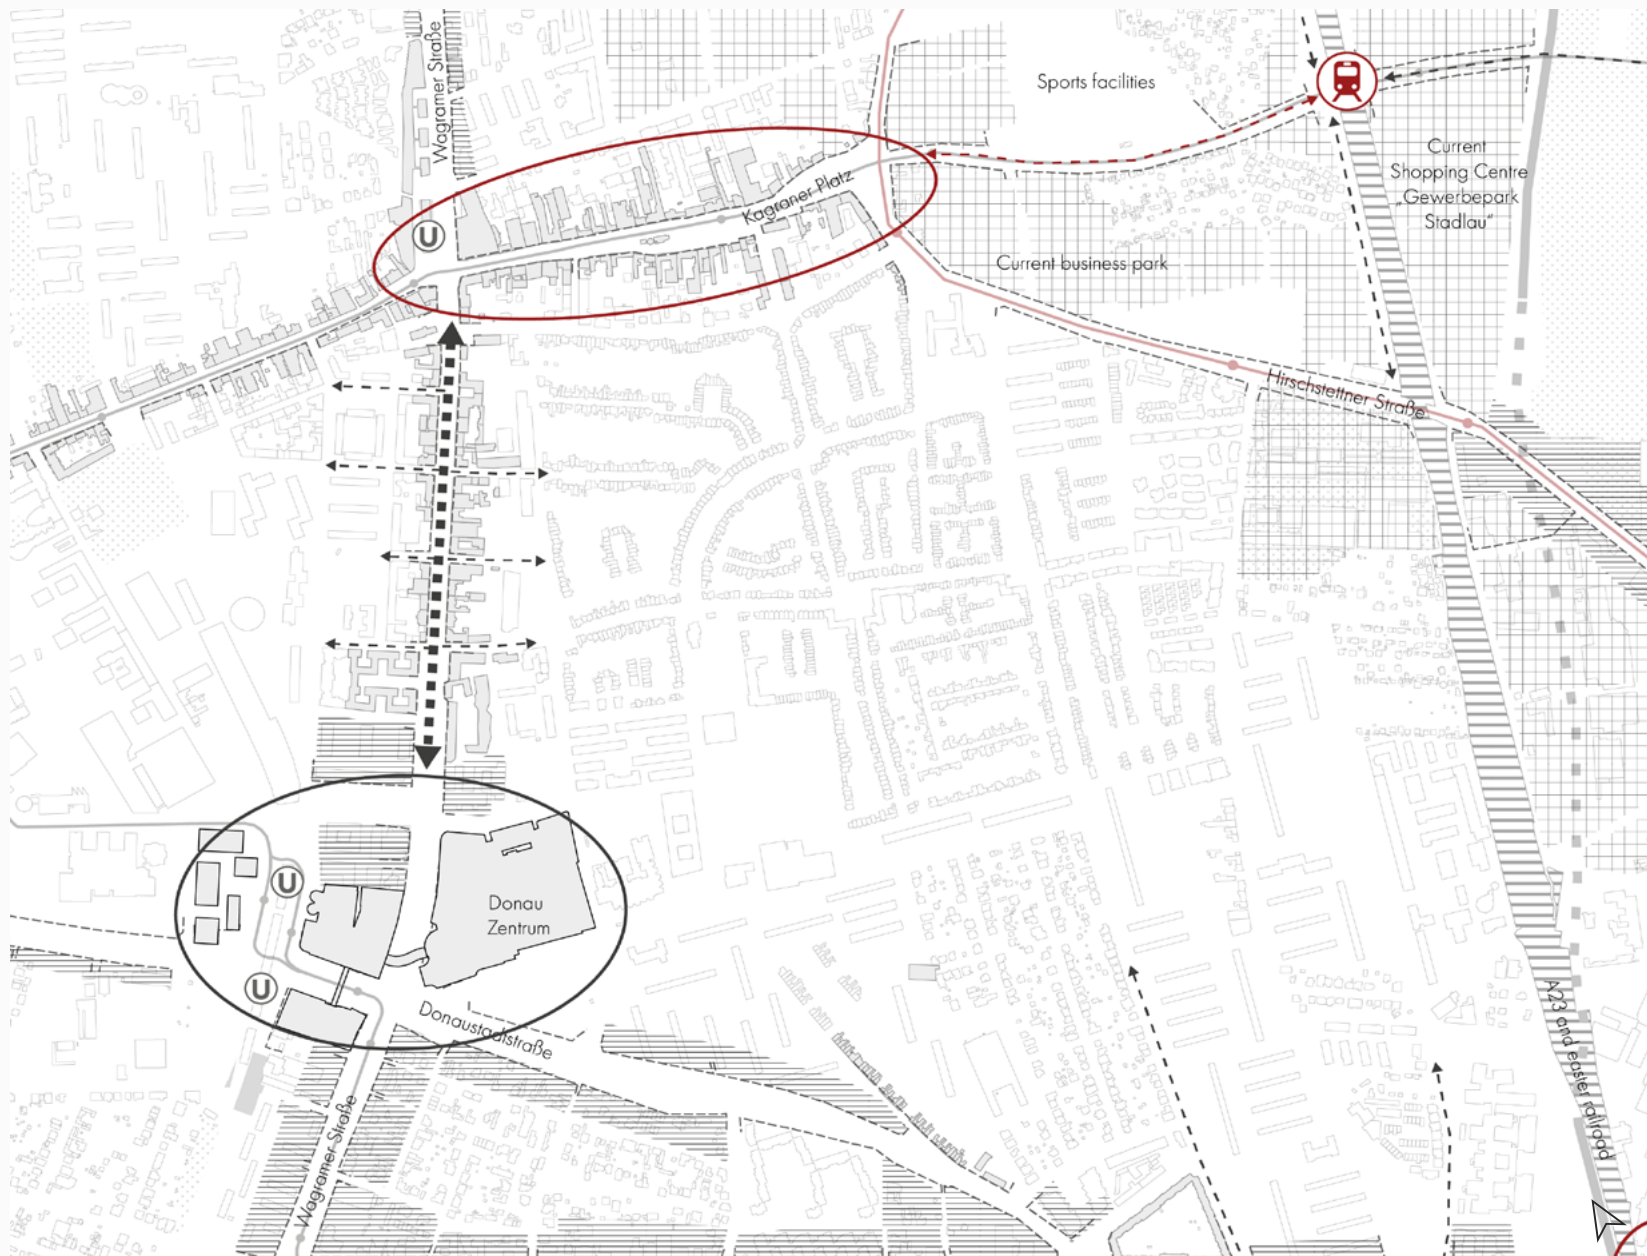 Wagramer Straße
Sports facilities
Current
Shopping Centre
„Gewerbepark
Stadlau“
Kagraner Platz
U
Current business park
Hirschstettner Straße
U
Donau
Zentrum
U
Donaustadtstraße
A23 and easter railroad
Wagramer Straße